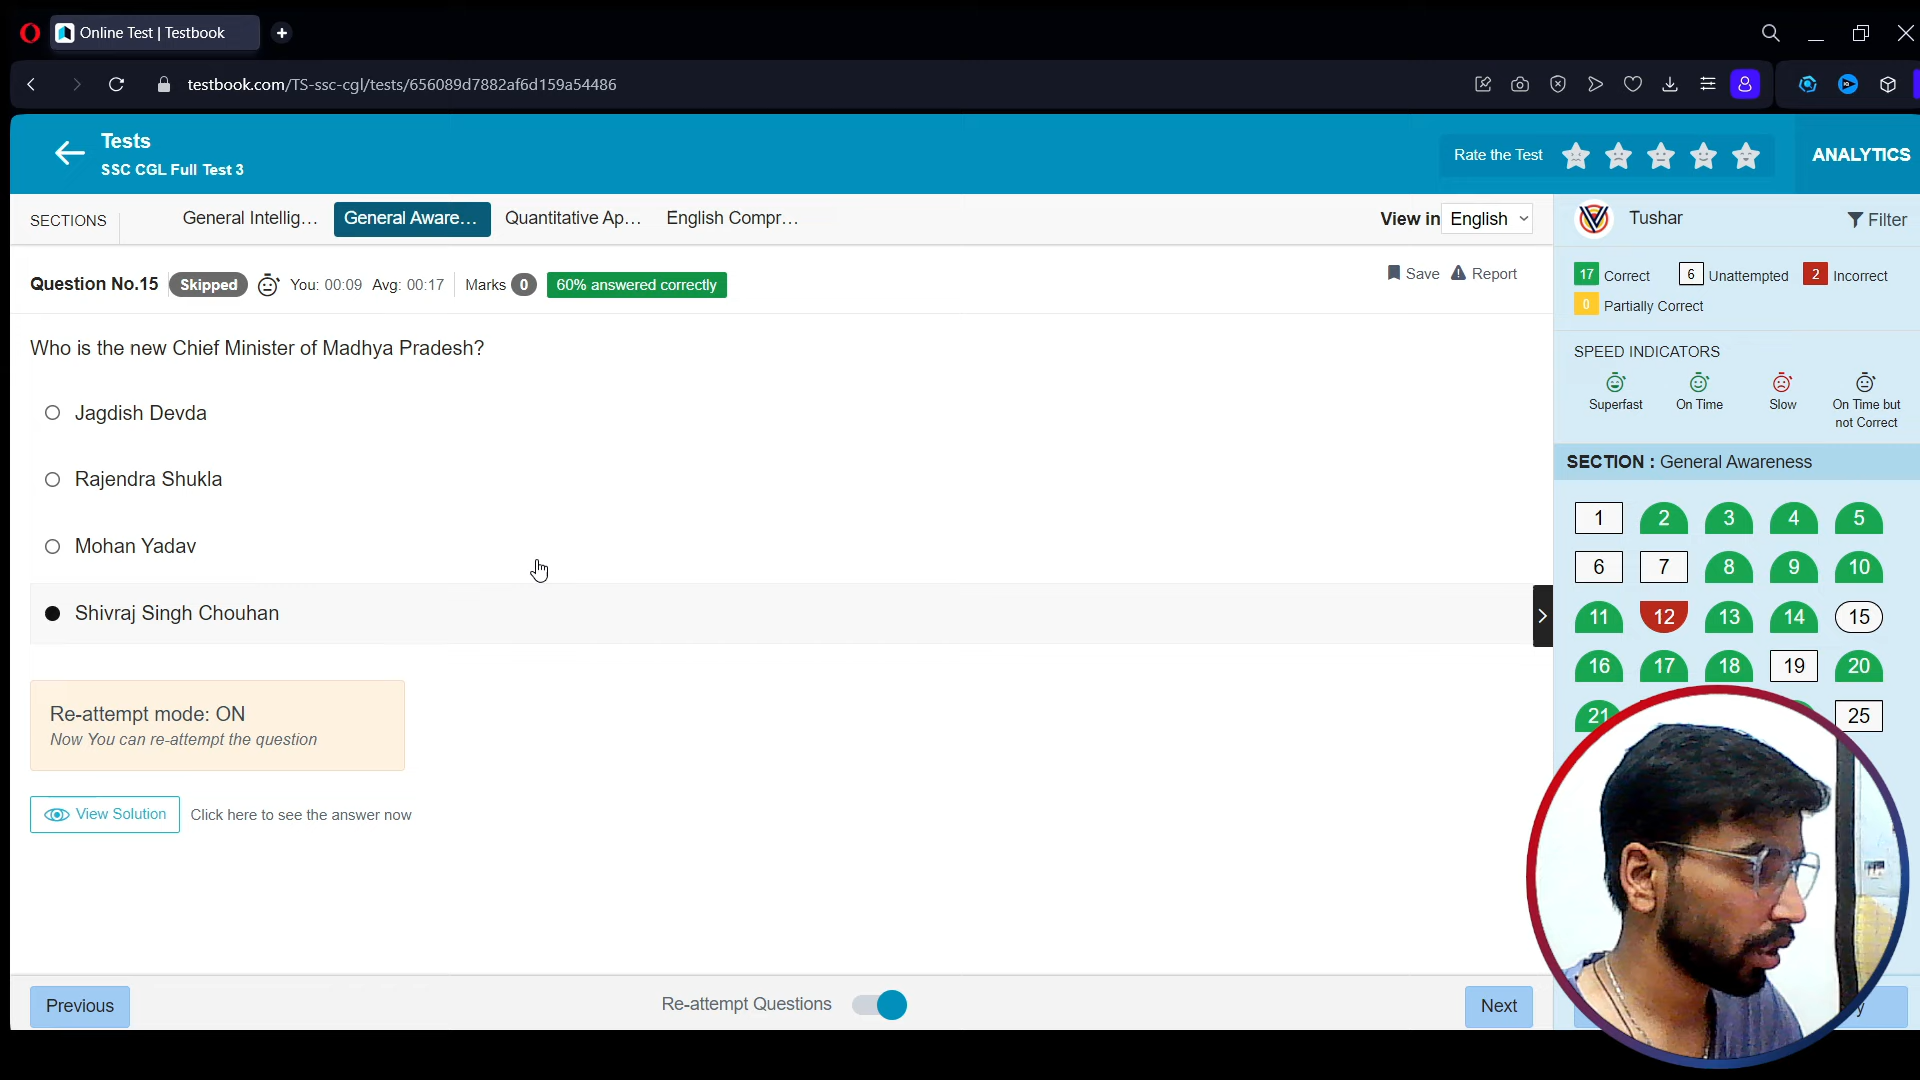 Online Test | Testbook
testbook.com/TS-ssc-cgl/tests/656089d7882af6d159a54486
Tests
SSC CGL Full Test 3
Rate the Test
ANALYTICS
SECTIONS
General Intellig...
General Aware...
Quantitative Ap...
English Compr...
View in English
Tushar
Filter
Question No.15 Skipped You: 00:09 Avg: 00:17 Marks 0 60% answered correctly
Save Report
17 Correct 6 Unattempted 2 Incorrect
0 Partially Correct
Who is the new Chief Minister of Madhya Pradesh?
Jagdish Devda
Rajendra Shukla
Mohan Yadav
Shivraj Singh Chouhan
SPEED INDICATORS
Superfast On Time Slow On Time but
not Correct
SECTION : General Awareness
1 2 3 4 5
6 7 8 9 10
11 12 13 14 15
16 17 18 19 20
21 25
Re-attempt mode: ON
Now You can re-attempt the question
View Solution Click here to see the answer now
Previous
Re-attempt Questions
Next